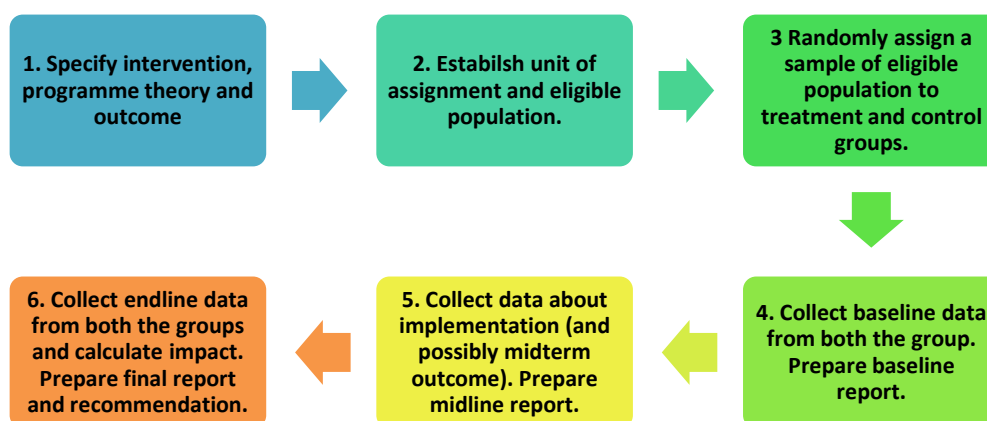 1. Specify intervention,
programme theory and
outcome
2. Estabilsh unit of
assignment and eligible
population.
3 Randomly assign a
sample of eligible
population to
treatment and control
groups.
4. Collect baseline data
from both the group.
Prepare baseline
report.
5. Collect data about
implementation (and
possibly midterm
outcome). Prepare
midline report.
6. Collect endline data
from both the groups
and calculate impact.
Prepare final report
and recommendation.